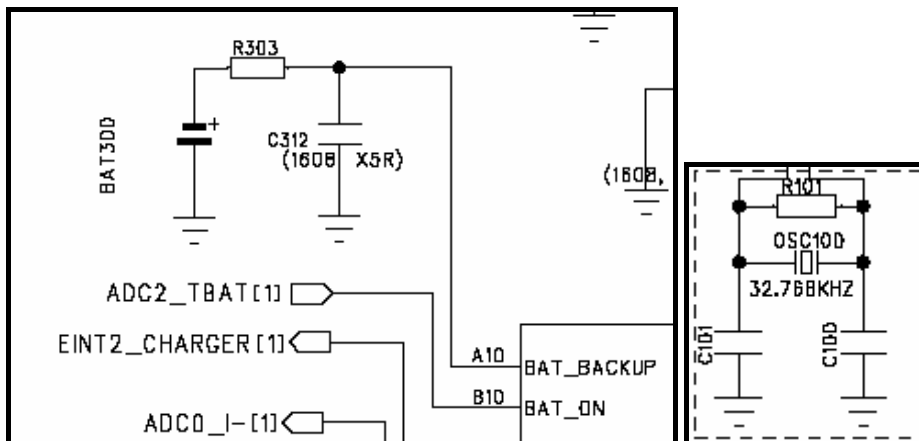 R303
BAT300
+
C312
(1608 X5R)
(1608,
ADC2_TBAT[1]
EINT2_CHARGER[1]
A10
BAT_BACKUP
B10
BAT_ON
ADC0_I-[1]
R101
OSC100
32.768KHZ
C101
C100